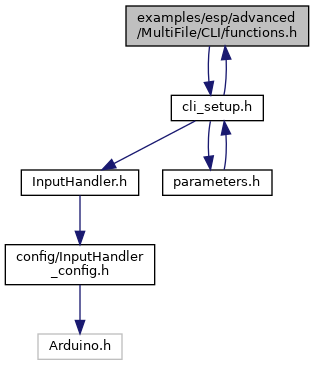 examples/esp/advanced
/MultiFile/CLI/functions.h
cli_setup.h
InputHandler.h
parameters.h
config/InputHandler
_config.h
Arduino.h